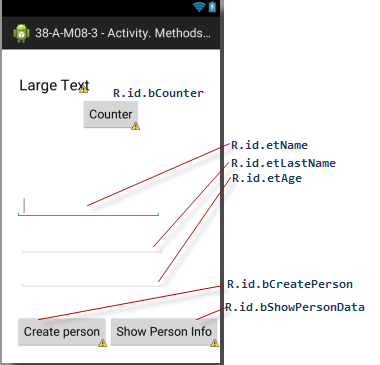 38-A-M08-3 - Activity. Methods...
Large Text
R.id.bCounter
Counter
R.id.etName
R.id.etLastName
R.id.etAge
R.id.bCreatePerson
R.id.bShowPersonData
Create person
Show Person Info